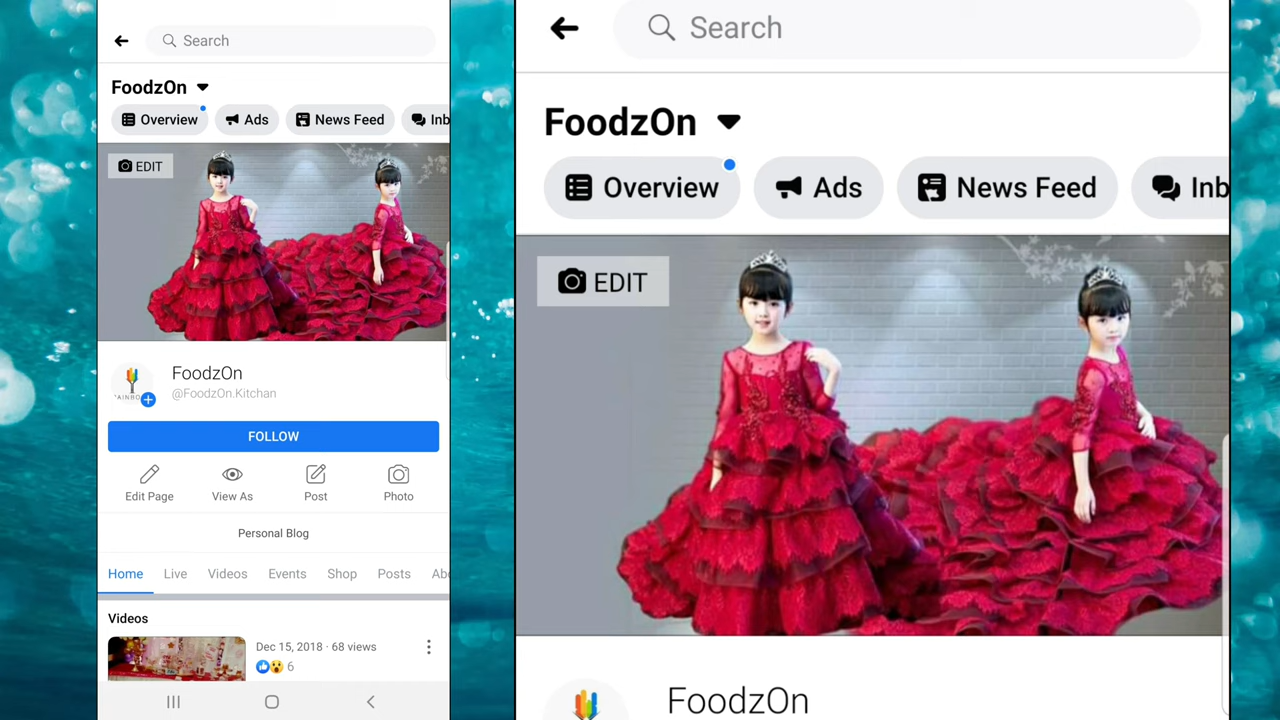 Search
FoodzOn
Overview
Ads
News Feed
Inb
EDIT
FoodzOn
@FoodzOn.Kitchan
FOLLOW
Edit Page
View As
Post
Photo
Personal Blog
Home
Live
Videos
Events
Shop
Posts
Abo
Videos
Dec 15, 2018 · 68 views
6
Search
FoodzOn
Overview
Ads
News Feed
Inb
EDIT
FoodzOn